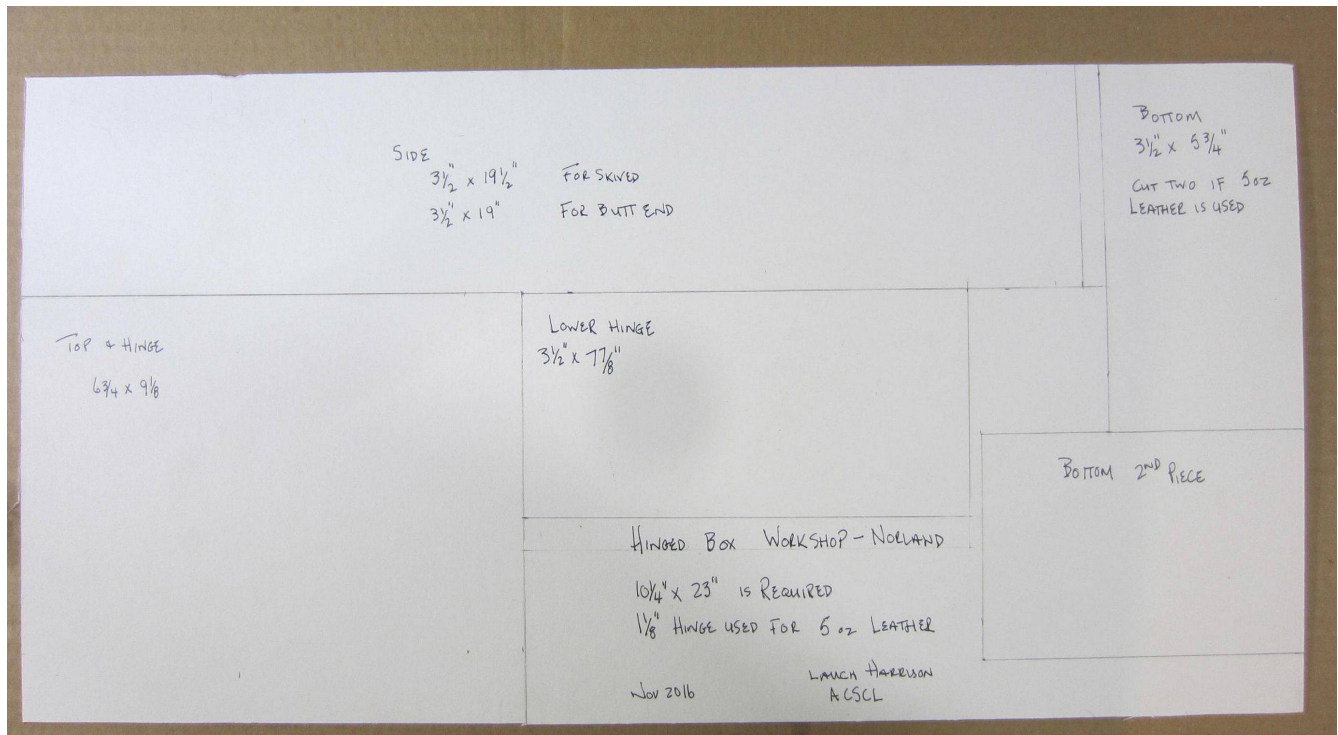 SIDE
3½" x 19½" FOR SKIVED
3½" x 19" FOR BUTT END
BOTTOM
3½" x 5¾"
CUT TWO IF 5oz
LEATHER IS USED
TOP & HINGE
6¾ x 9⅛
LOWER HINGE
3½" x 7⅞"
BOTTOM 2ND PIECE
HINGED BOX WORKSHOP - NORLAND
10¼" x 23" IS REQUIRED
1⅛" HINGE USED FOR 5 oz LEATHER
LAUCH HARRISON
Nov 2016 ACSCL